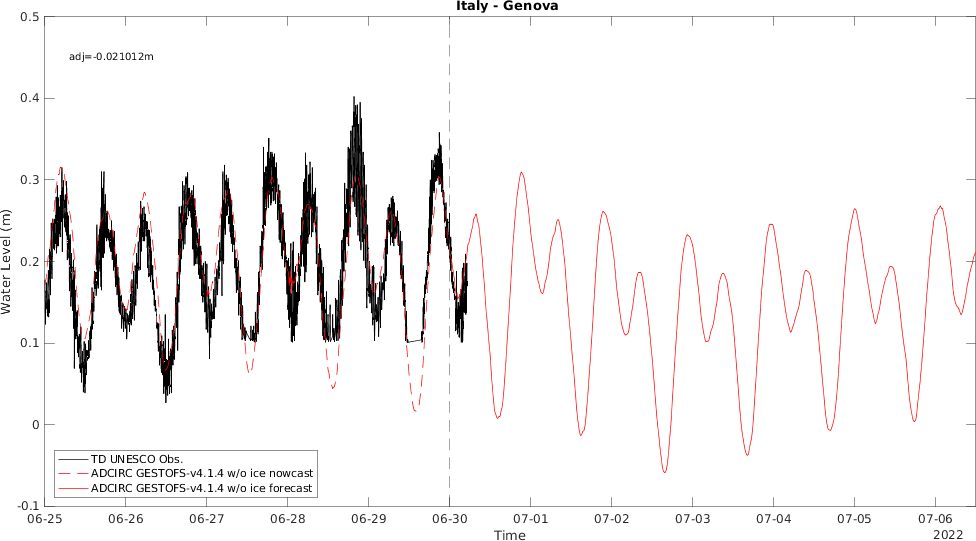 Italy - Genova
0.5
adj=-0.021012m
0.4
0.3
0.2
0.1
0
-0.1
Water Level (m)
TD UNESCO Obs.
ADCIRC GESTOFS-v4.1.4 w/o ice nowcast
ADCIRC GESTOFS-v4.1.4 w/o ice forecast
06-25 06-26 06-27 06-28 06-29 06-30 07-01 07-02 07-03 07-04 07-05 07-06
Time
2022